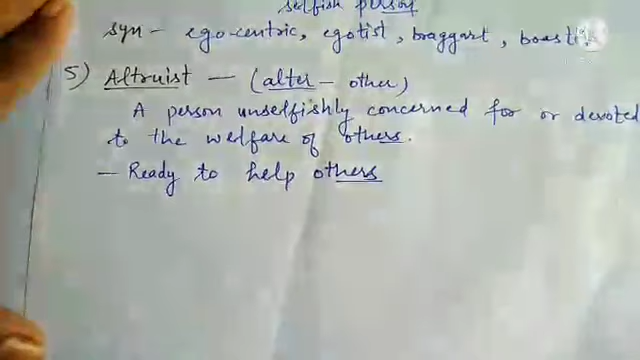 selfish person
syn - ego-centric, egotist, braggart,
5) Altruist — (alter - other)
A person unselfishly concerned for or devoted
to the welfare of others.
— Ready to help others